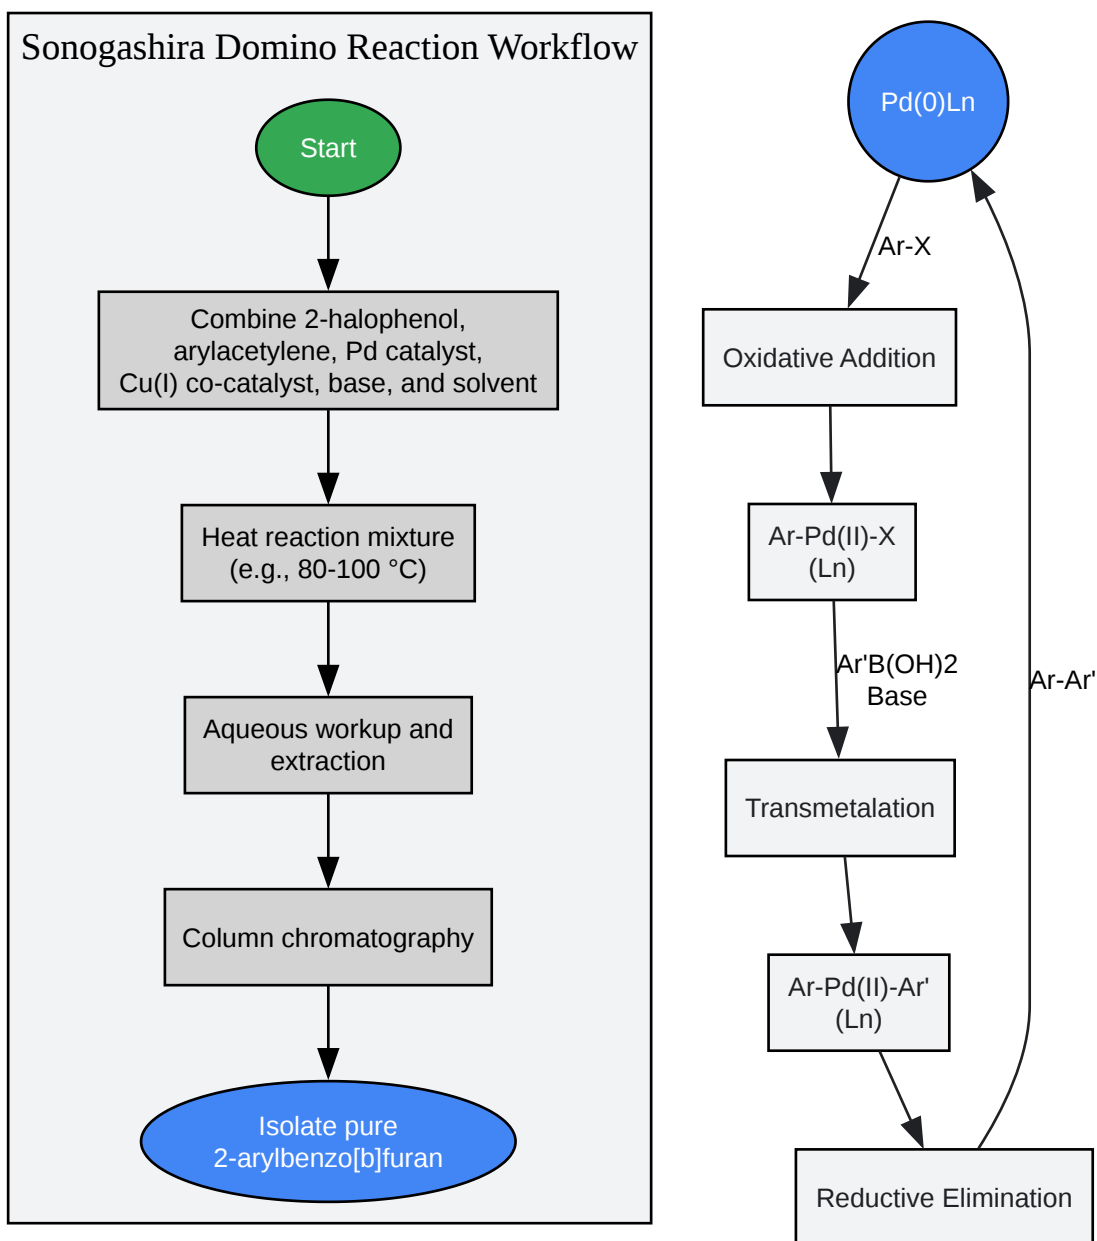 Sonogashira Domino Reaction Workflow
Start
Combine 2-halophenol,
arylacetylene, Pd catalyst,
Cu(I) co-catalyst, base, and solvent
Heat reaction mixture
(e.g., 80-100 °C)
Aqueous workup and
extraction
Column chromatography
Isolate pure
2-arylbenzo[b]furan
Pd(0)Ln
Ar-X
Oxidative Addition
Ar-Pd(II)-X
(Ln)
Ar'B(OH)2
Base
Ar-Ar'
Transmetalation
Ar-Pd(II)-Ar'
(Ln)
Reductive Elimination